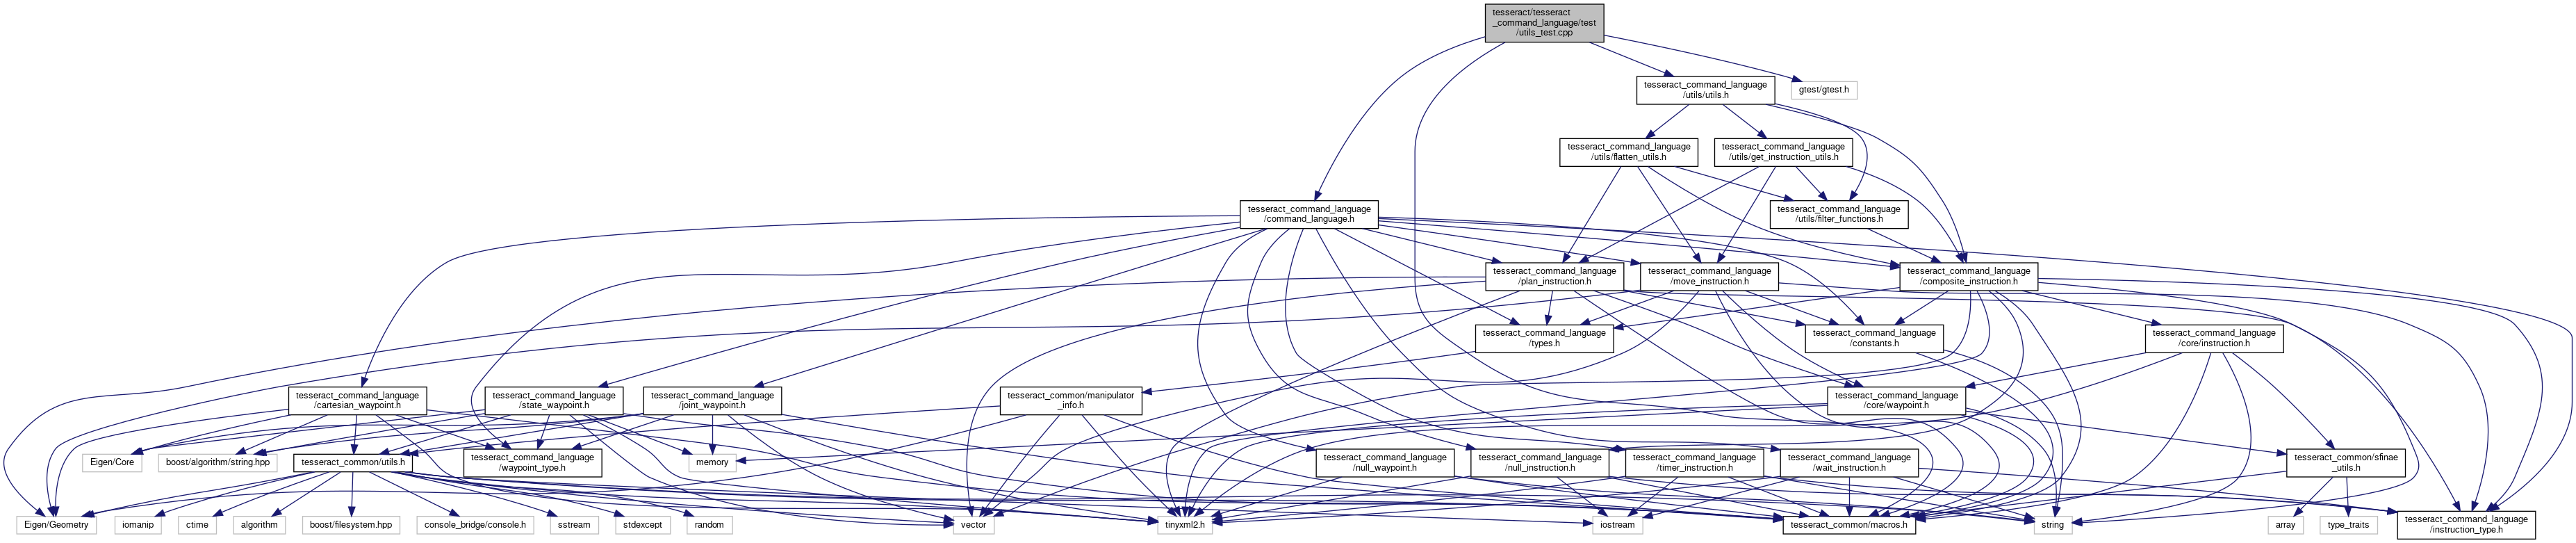 tesseract/tesseract
_command_language/test
/utils_test.cpp
tesseract_command_language
/utils/utils.h
gtest/gtest.h
tesseract_command_language
/utils/flatten_utils.h
tesseract_command_language
/utils/get_instruction_utils.h
tesseract_command_language
/command_language.h
tesseract_command_language
/utils/filter_functions.h
tesseract_command_language
/plan_instruction.h
tesseract_command_language
/move_instruction.h
tesseract_command_language
/composite_instruction.h
tesseract_command_language
/types.h
tesseract_command_language
/constants.h
tesseract_command_language
/core/instruction.h
tesseract_command_language
/cartesian_waypoint.h
tesseract_command_language
/state_waypoint.h
tesseract_command_language
/joint_waypoint.h
tesseract_common/manipulator
_info.h
tesseract_command_language
/core/waypoint.h
Eigen/Core
boost/algorithm/string.hpp
tesseract_common/utils.h
tesseract_command_language
/waypoint_type.h
memory
tesseract_command_language
/null_waypoint.h
tesseract_command_language
/null_instruction.h
tesseract_command_language
/timer_instruction.h
tesseract_command_language
/wait_instruction.h
tesseract_common/sfinae
_utils.h
Eigen/Geometry
iomanip
ctime
algorithm
boost/filesystem.hpp
console_bridge/console.h
sstream
stdexcept
random
vector
tinyxml2.h
iostream
tesseract_common/macros.h
string
array
type_traits
tesseract_command_language
/instruction_type.h